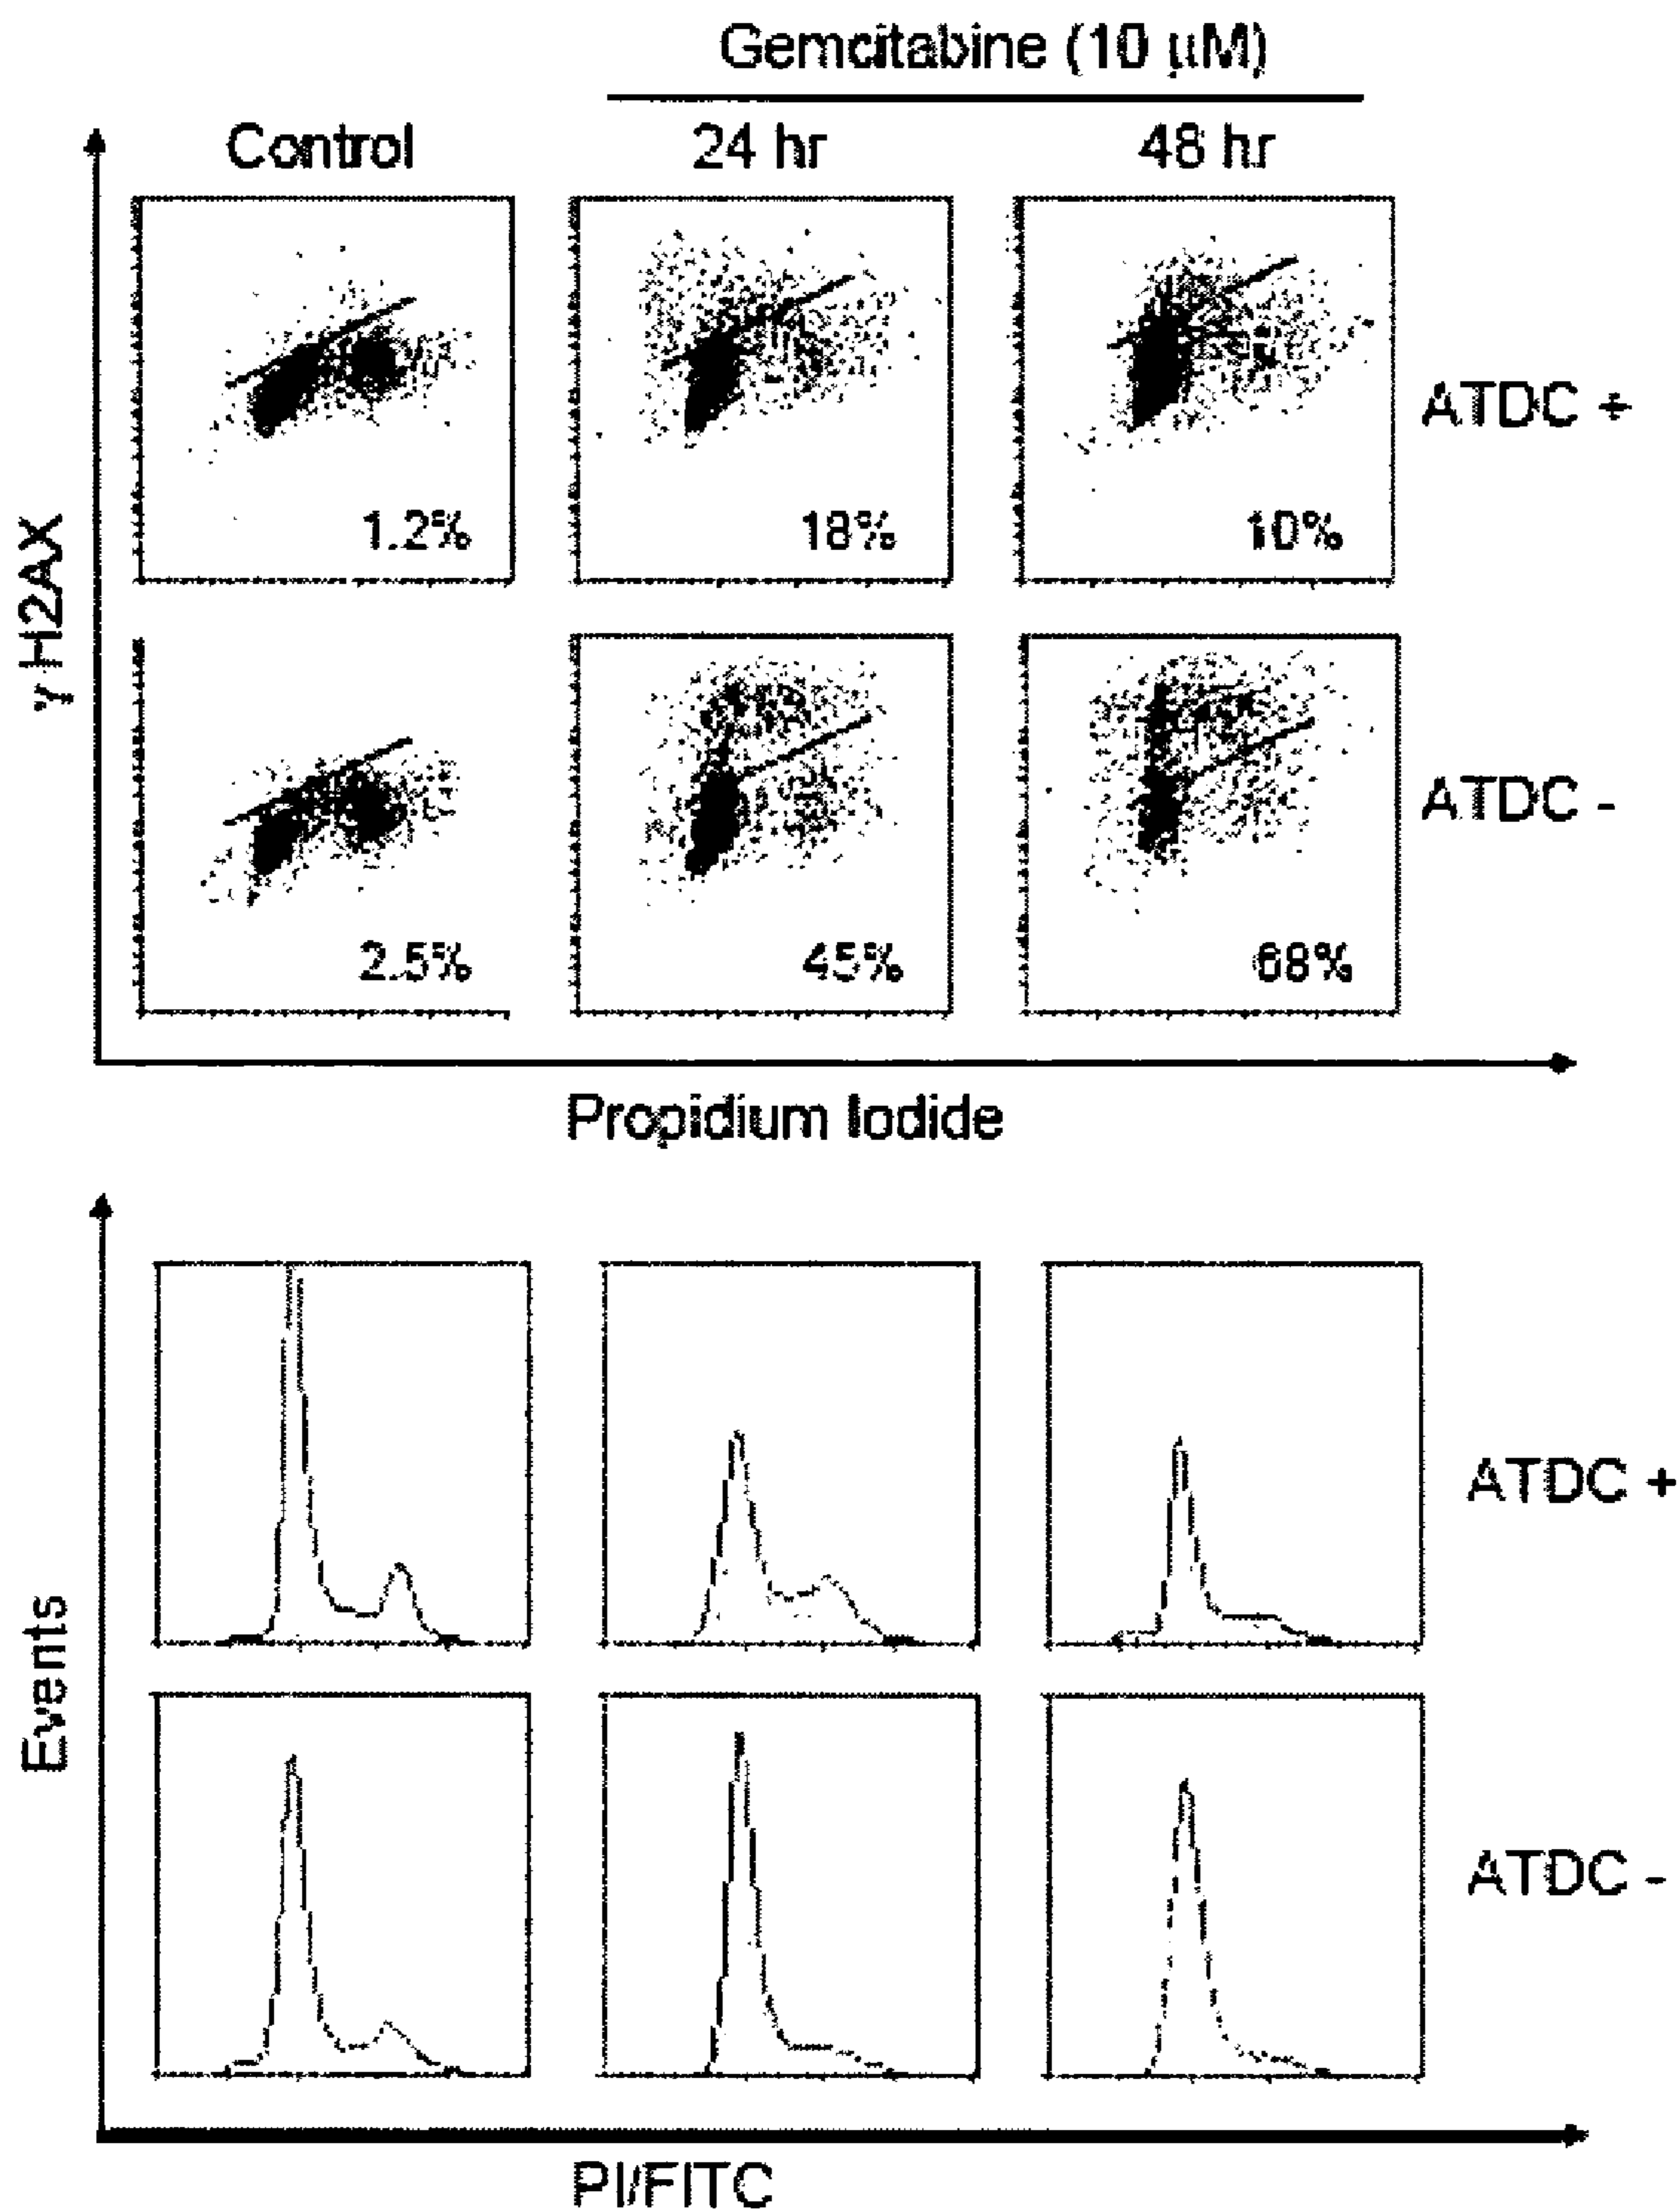 Gemcitabine (10 µM)
Control 24 hr 48 hr
γ H2AX
1.2% 18% 10% ATDC +
2.5% 45% 68% ATDC -
Propidium Iodide
Events
ATDC +
ATDC -
PI/FITC